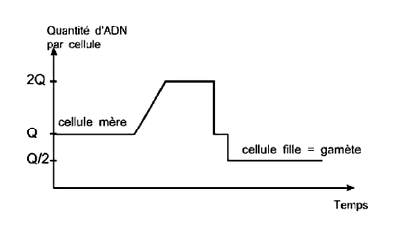 Quantité d'ADN
par cellule
2Q
cellule mère
Q
Q/2
cellule fille = gamète
Temps